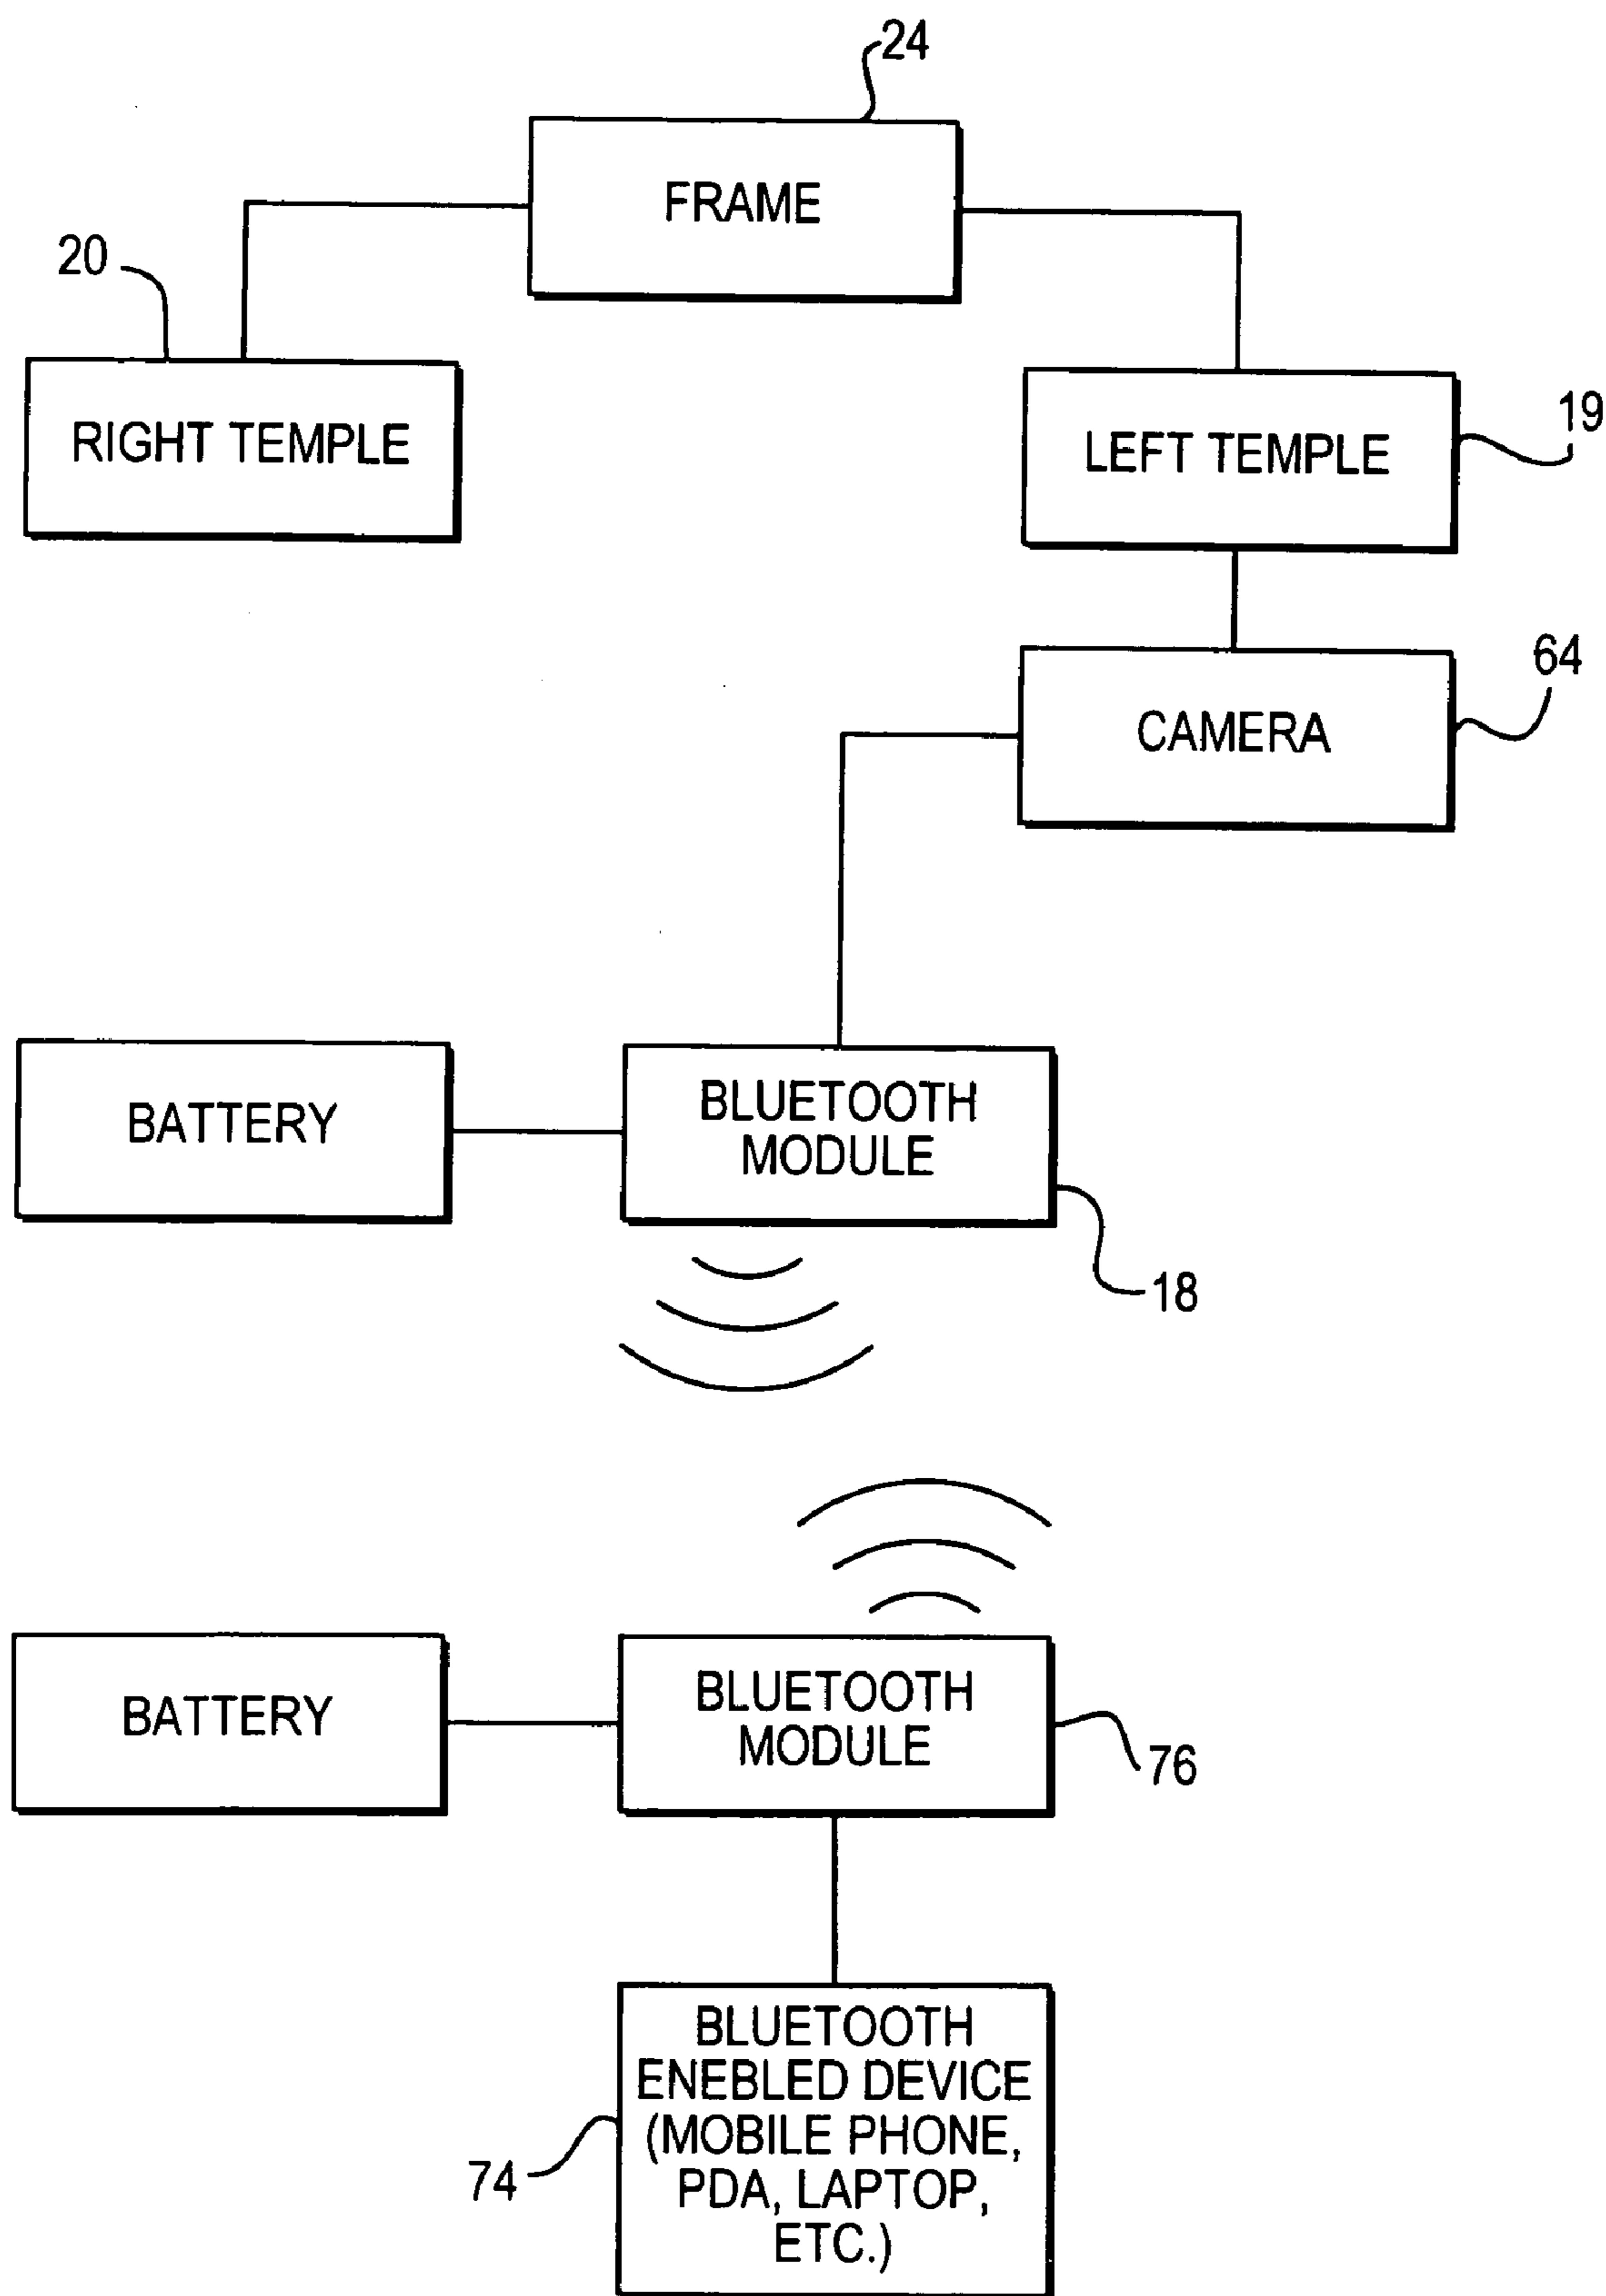 24
FRAME
20
RIGHT TEMPLE
LEFT TEMPLE
19
64
CAMERA
BATTERY
BLUETOOTH
MODULE
18
BATTERY
BLUETOOTH
MODULE
76
BLUETOOTH
ENEBLED DEVICE
(MOBILE PHONE,
PDA, LAPTOP,
ETC.)
74